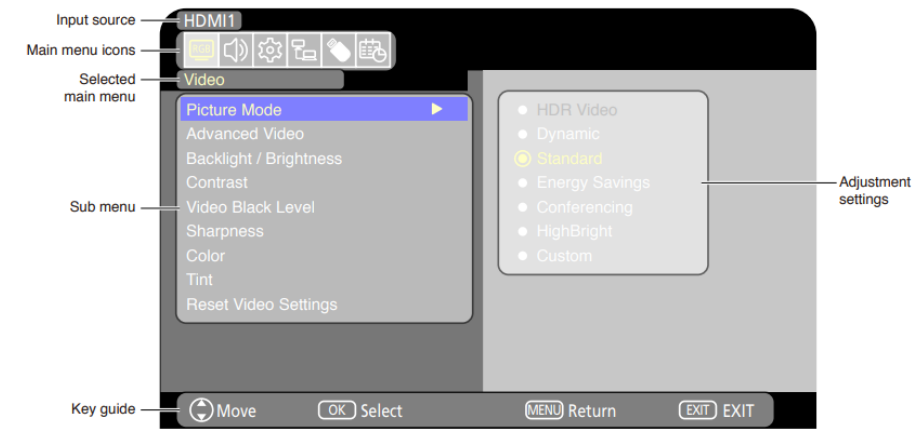 Input source
HDMI1
Main menu icons
RGB
Selected
main menu
Video
Picture Mode
Advanced Video
Backlight / Brightness
Contrast
Sub menu
Video Black Level
Sharpness
Color
Tint
Reset Video Settings
HDR Video
Dynamic
Standard
Energy Savings
Conferencing
HighBright
Custom
Adjustment
settings
Key guide
Move
OK Select
MENU Return
EXIT EXIT